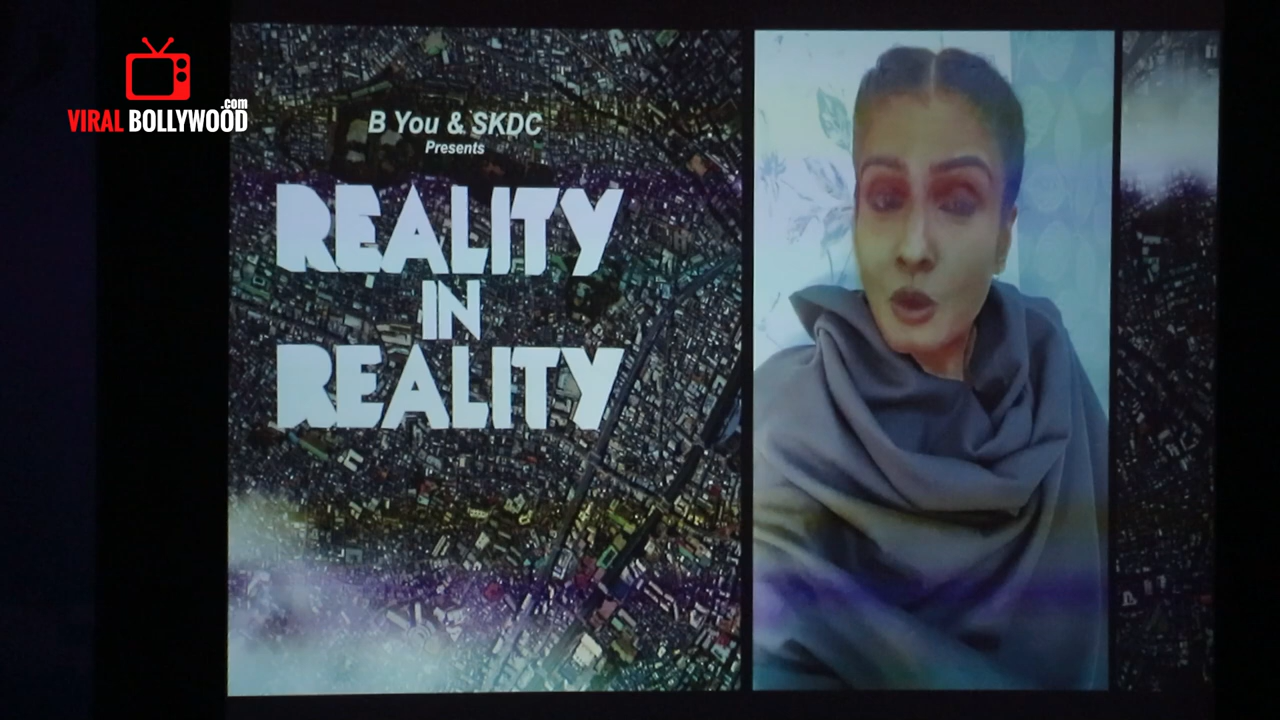 .com
VIRAL BOLLYWOOD
B You & SKDC
Presents
REALITY
IN
REALITY